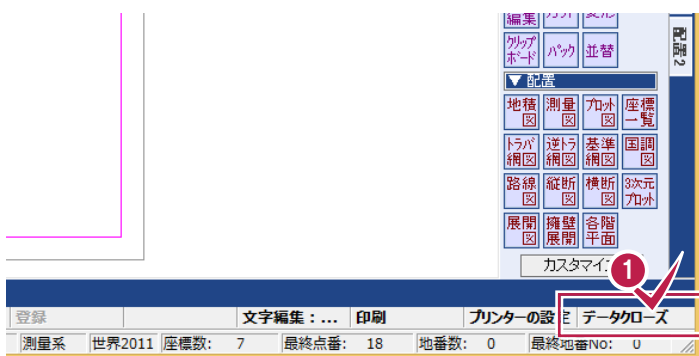 編集
クリップボード パック 並替
配置2
▼ 配置
地積図 測量図 プロット図 座標一覧
トラバ網図 逆トラ網図 基準網図 国調図
路線図 縦断図 横断図 3次元プロット
展開図 擁壁展開 各階平面
カスタマイ
1
登録 文字編集：... 印刷 プリンターの設定 データクローズ
測量系 世界2011 座標数: 7 最終点番: 18 地番数: 0 最終地番No: 0